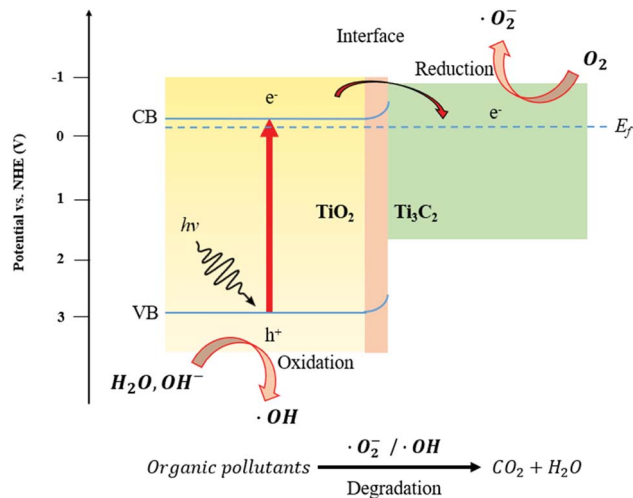 · O₂⁻
Interface
Reduction
O₂
-1
e⁻
CB
e⁻
0
E_f
Potential vs. NHE (V)
1
TiO₂
Ti₃C₂
hv
2
VB
3
h⁺
Oxidation
H₂O, OH⁻
· OH
· O₂⁻ / · OH
Organic pollutants
CO₂ + H₂O
Degradation